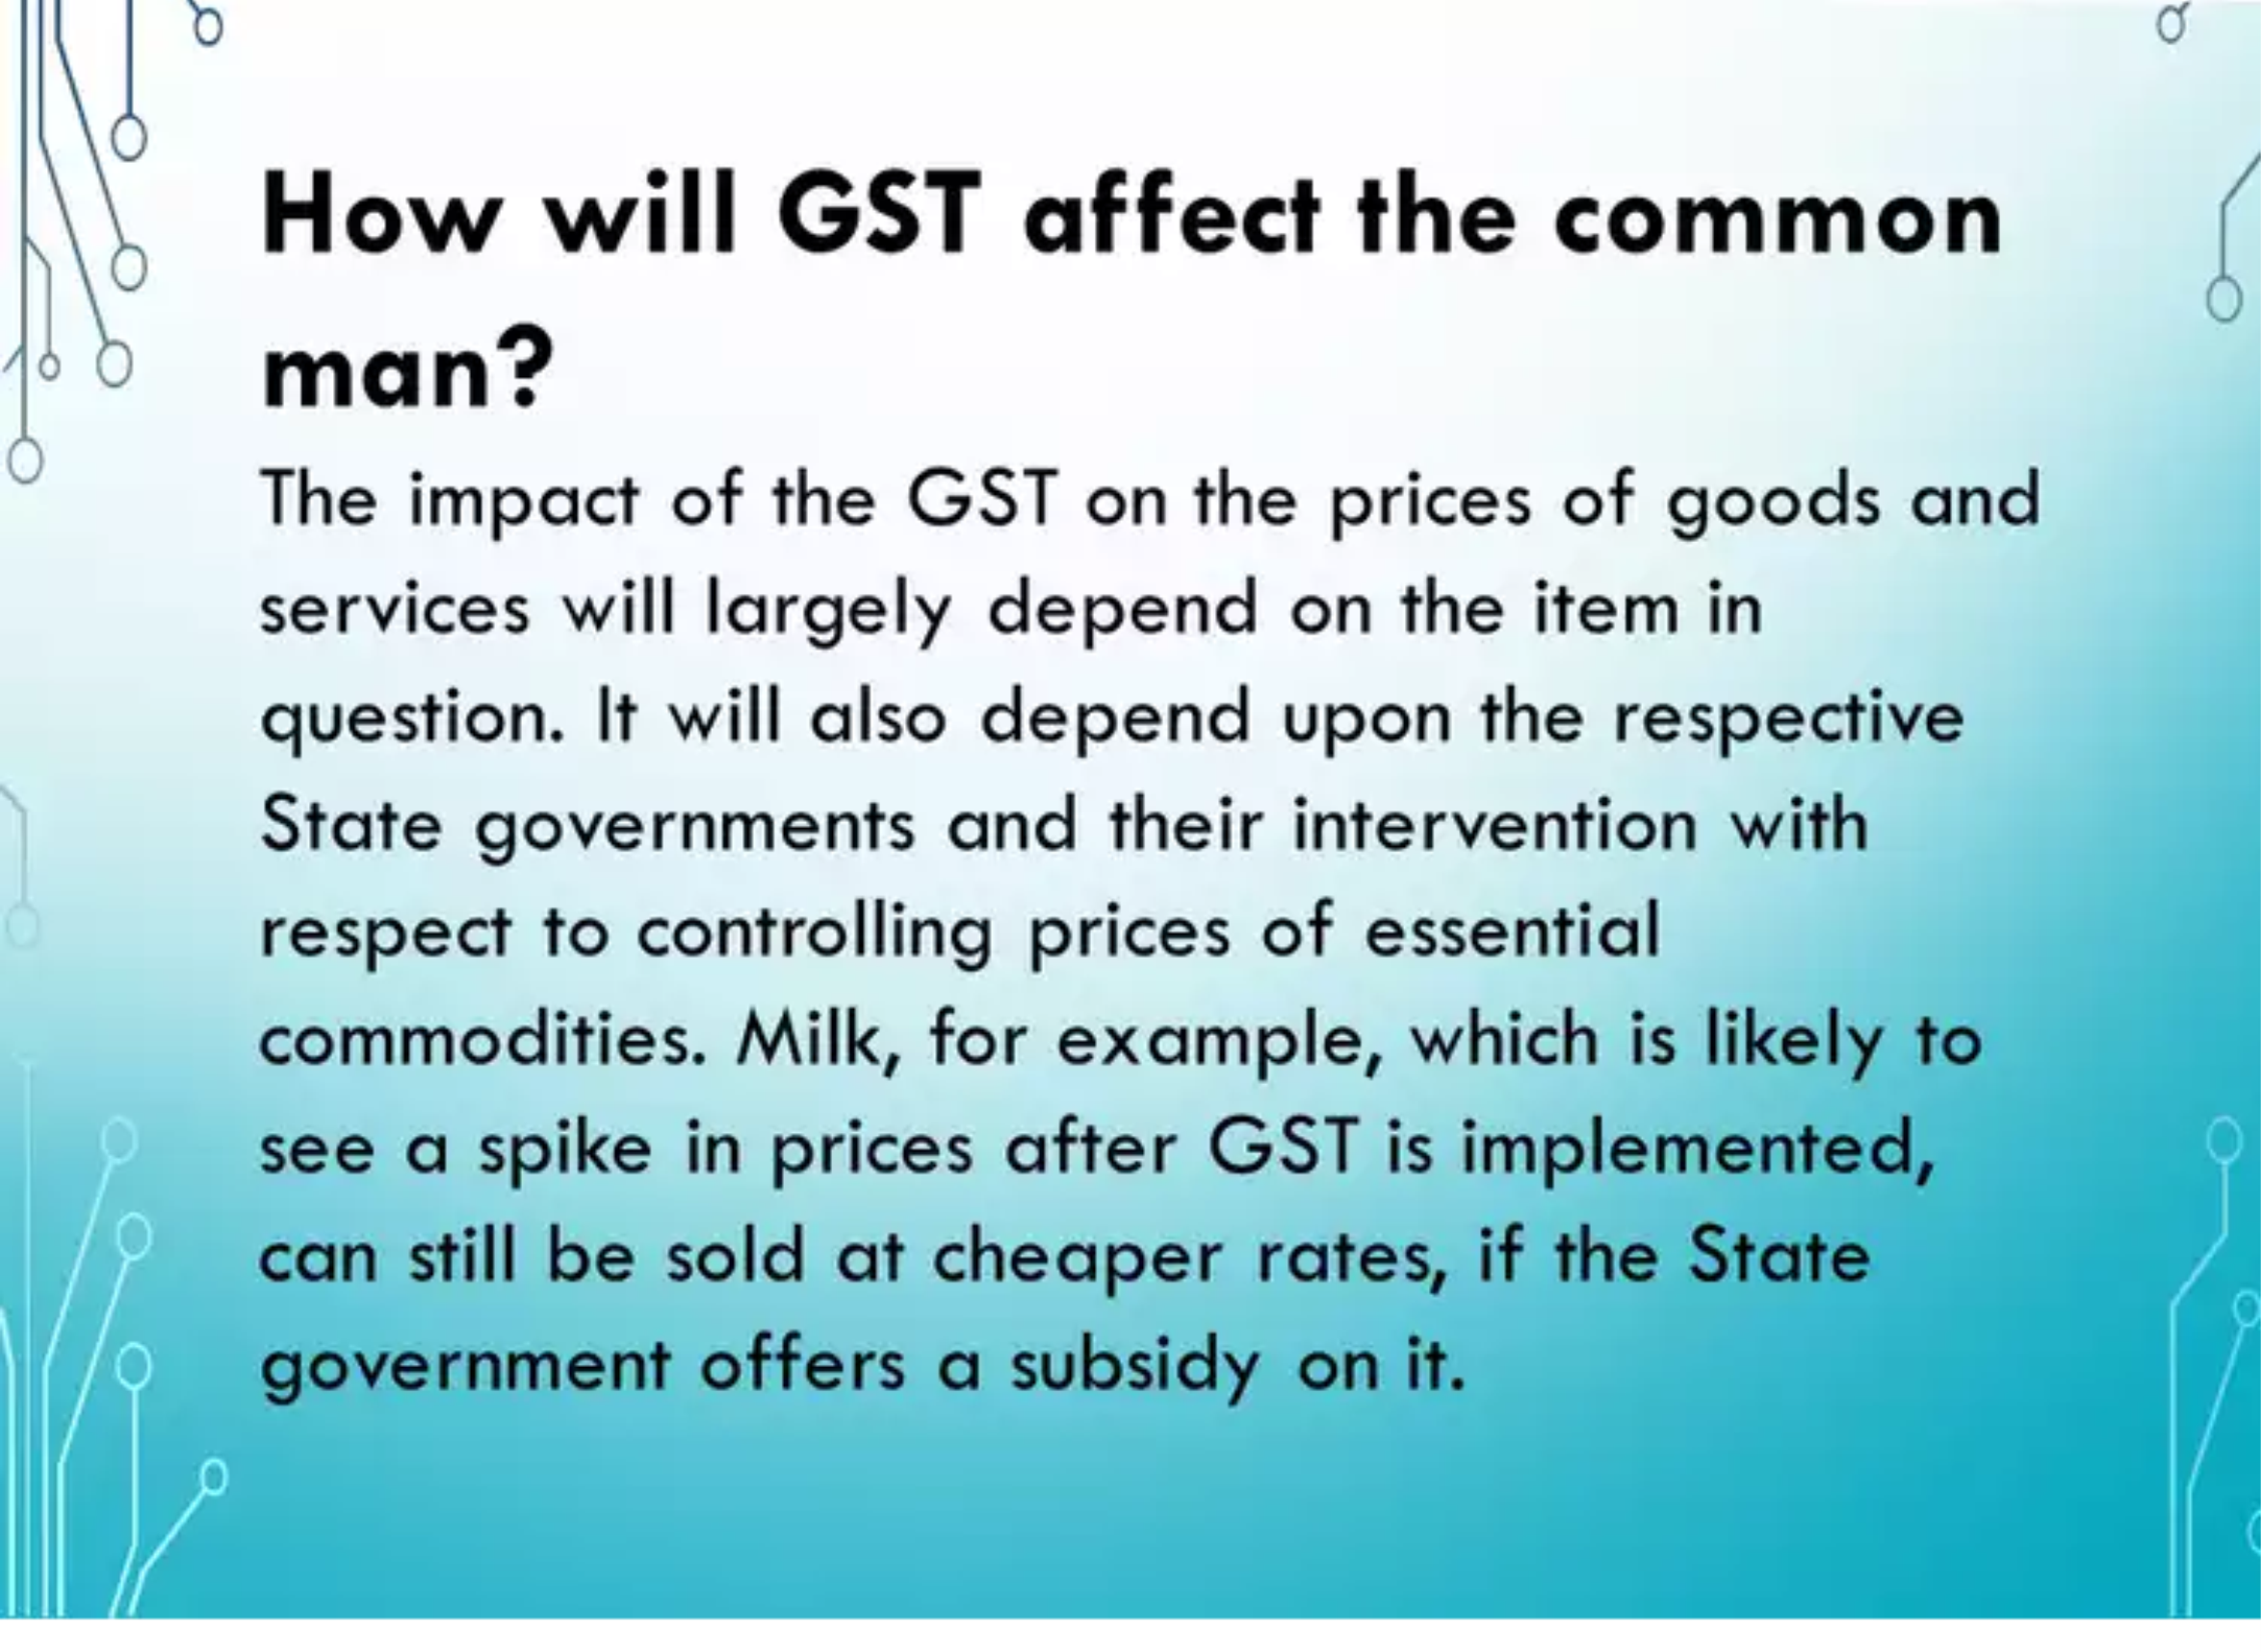 How will GST affect the common
man?
The impact of the GST on the prices of goods and
services will largely depend on the item in
question. It will also depend upon the respective
State governments and their intervention with
respect to controlling prices of essential
commodities. Milk, for example, which is likely to
see a spike in prices after GST is implemented,
can still be sold at cheaper rates, if the State
government offers a subsidy on it.